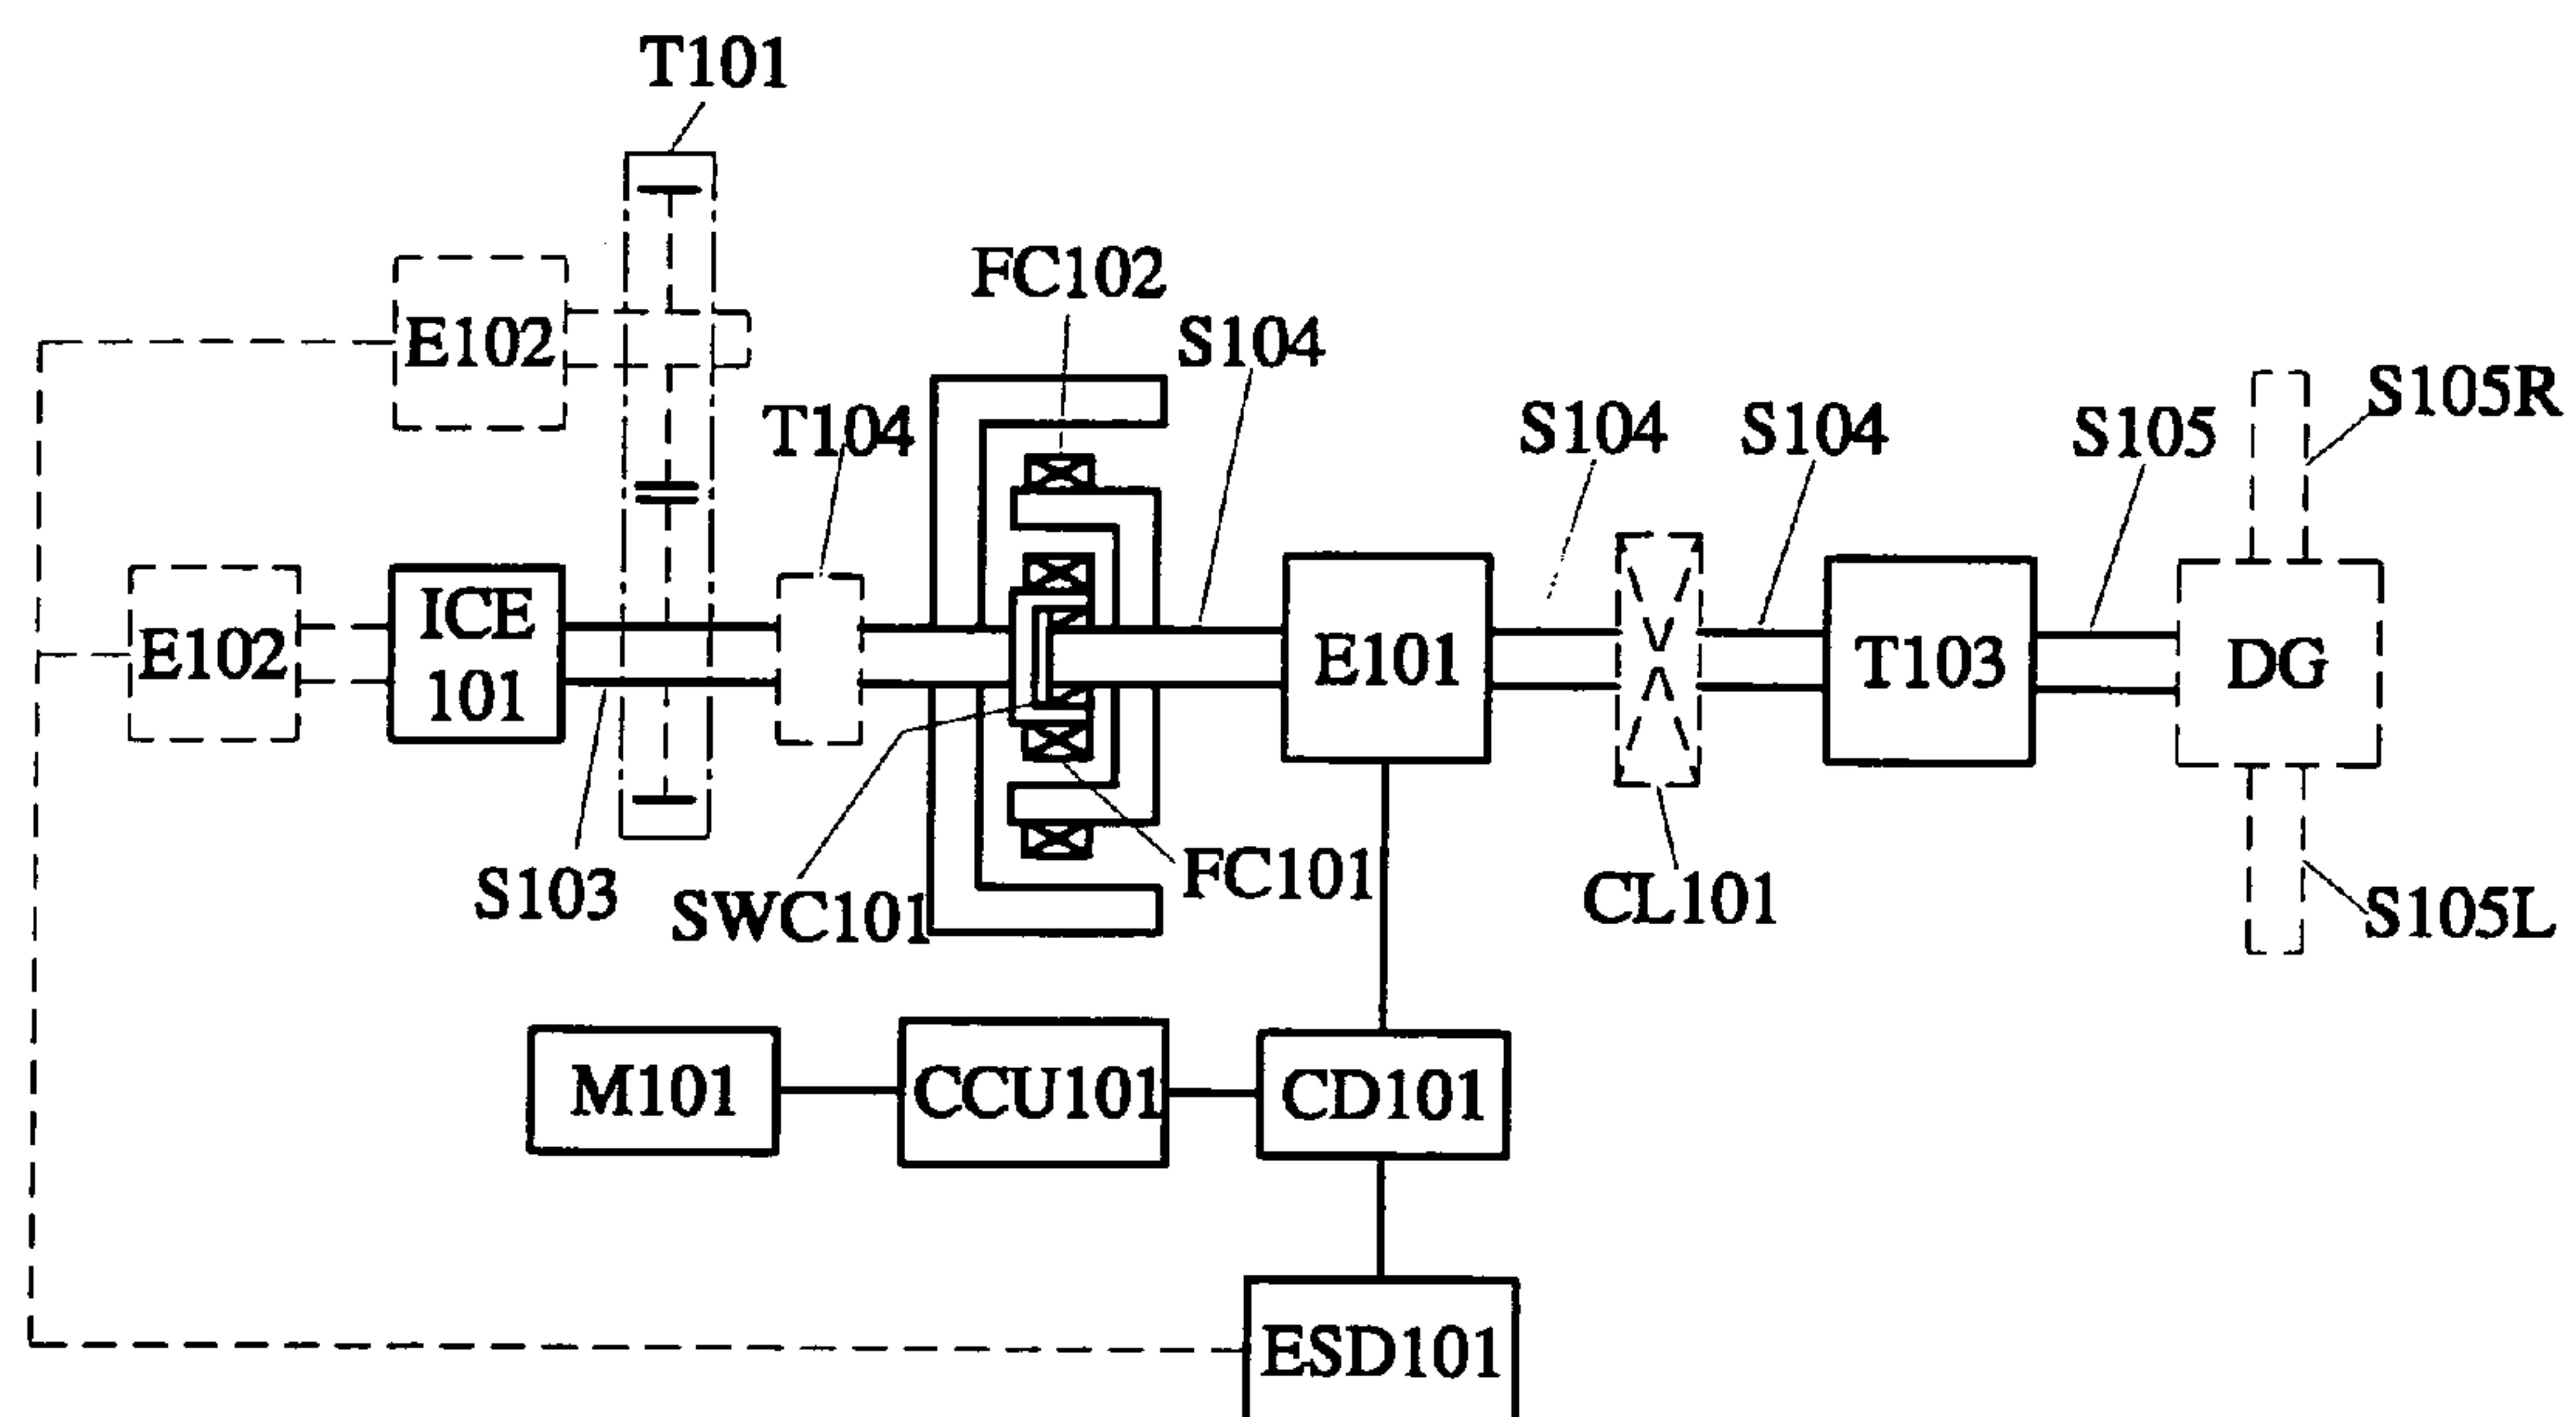 T101
FC102
E102
S104
S105R
T104
S104
S104
S105
ICE
101
E102
E101
T103
DG
S103
SWC101
FC101
CL101
S105L
M101
CCU101
CD101
ESD101